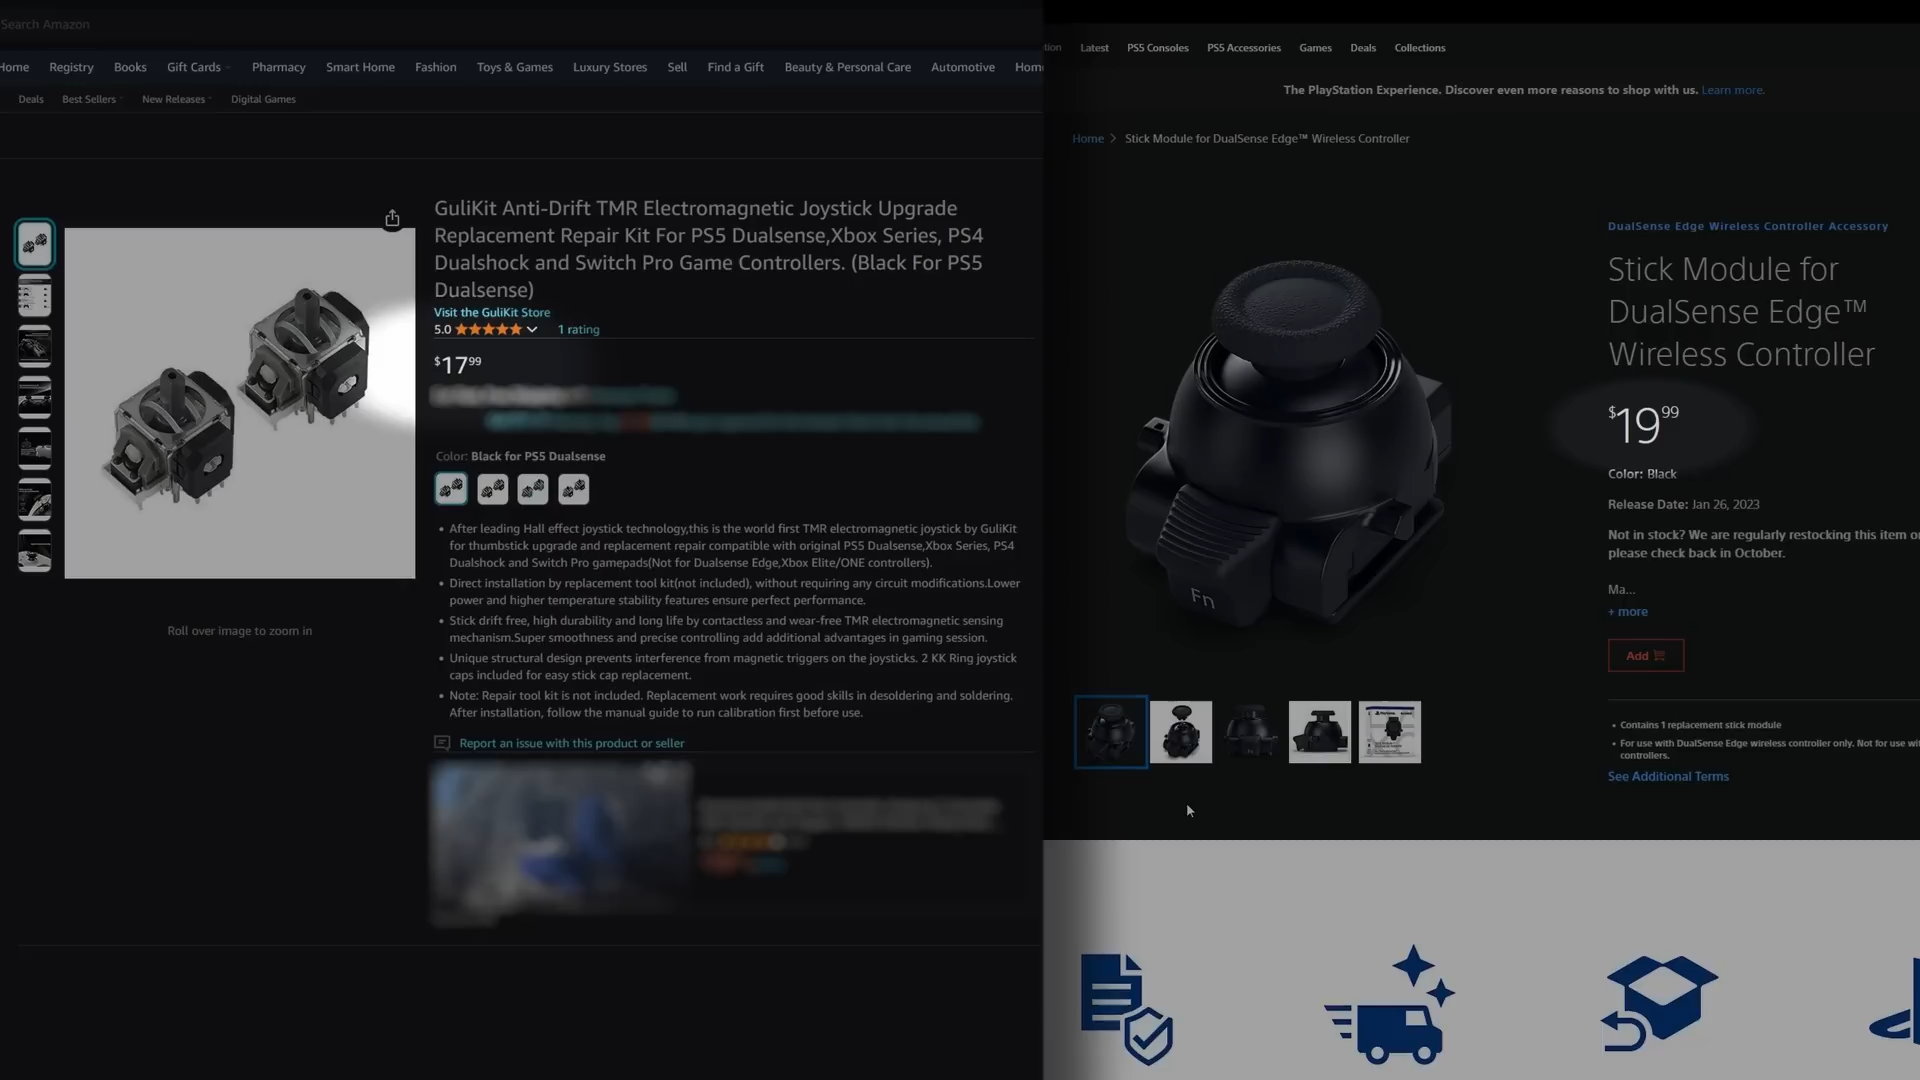 Search Amazon
Home Registry Books Gift Cards Pharmacy Smart Home Fashion Toys & Games Luxury Stores Sell Find a Gift Beauty & Personal Care Automotive Hom
Deals Best Sellers New Releases Digital Games
GuliKit Anti-Drift TMR Electromagnetic Joystick Upgrade
Replacement Repair Kit For PS5 Dualsense,Xbox Series, PS4
Dualshock and Switch Pro Game Controllers. (Black For PS5
Dualsense)
Visit the GuliKit Store
5.0 1 rating
$17 99
Color: Black for PS5 Dualsense
• After leading Hall effect joystick technology,this is the world first TMR electromagnetic joystick by GuliKit
for thumbstick upgrade and replacement repair compatible with original PS5 Dualsense,Xbox Series, PS4
Dualshock and Switch Pro gamepads(Not for Dualsense Edge,Xbox Elite/ONE controllers).
• Direct installation by replacement tool kit(not included), without requiring any circuit modifications.Lower
power and higher temperature stability features ensure perfect performance.
• Stick drift free, high durability and long life by contactless and wear-free TMR electromagnetic sensing
mechanism.Super smoothness and precise controlling add additional advantages in gaming session.
• Unique structural design prevents interference from magnetic triggers on the joysticks. 2 KK Ring joystick
caps included for easy stick cap replacement.
• Note: Repair tool kit is not included. Replacement work requires good skills in desoldering and soldering.
After installation, follow the manual guide to run calibration first before use.
Report an issue with this product or seller
Roll over image to zoom in
tion Latest PS5 Consoles PS5 Accessories Games Deals Collections
The PlayStation Experience. Discover even more reasons to shop with us. Learn more.
Home > Stick Module for DualSense Edge™ Wireless Controller
DualSense Edge Wireless Controller Accessory
Stick Module for
DualSense Edge™
Wireless Controller
$19 99
Color: Black
Release Date: Jan 26, 2023
Not in stock? We are regularly restocking this item o
please check back in October.
Ma...
+ more
Add
• Contains 1 replacement stick module
• For use with DualSense Edge wireless controller only. Not for use wi
controllers.
See Additional Terms
Fn